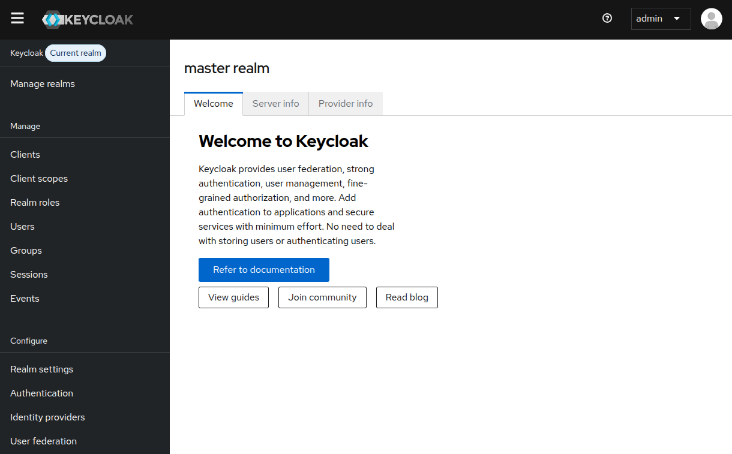 KEYCLOAK
admin
Keycloak Current realm
Manage realms
Manage
Clients
Client scopes
Realm roles
Users
Groups
Sessions
Events
Configure
Realm settings
Authentication
Identity providers
User federation
master realm
Welcome
Server info
Provider info
Welcome to Keycloak
Keycloak provides user federation, strong
authentication, user management, fine-
grained authorization, and more. Add
authentication to applications and secure
services with minimum effort. No need to deal
with storing users or authenticating users.
Refer to documentation
View guides
Join community
Read blog